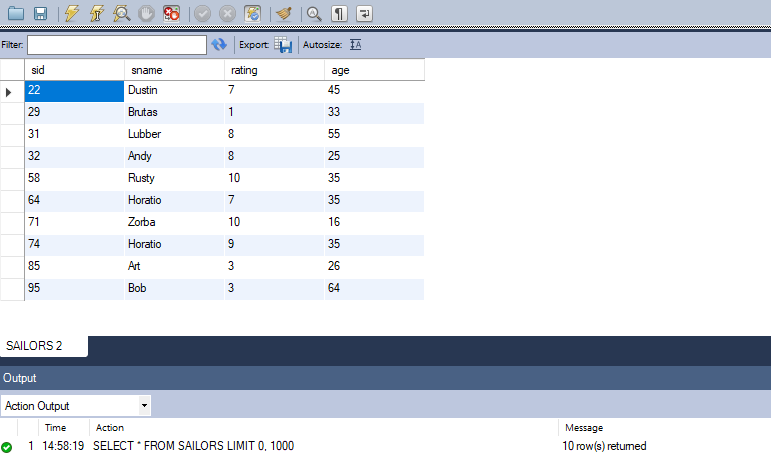 Filter: Export: Autosize:
sid sname rating age
22 Dustin 7 45
29 Brutas 1 33
31 Lubber 8 55
32 Andy 8 25
58 Rusty 10 35
64 Horatio 7 35
71 Zorba 10 16
74 Horatio 9 35
85 Art 3 26
95 Bob 3 64
SAILORS 2
Output
Action Output
Time Action Message
1 14:58:19 SELECT * FROM SAILORS LIMIT 0, 1000 10 row(s) returned